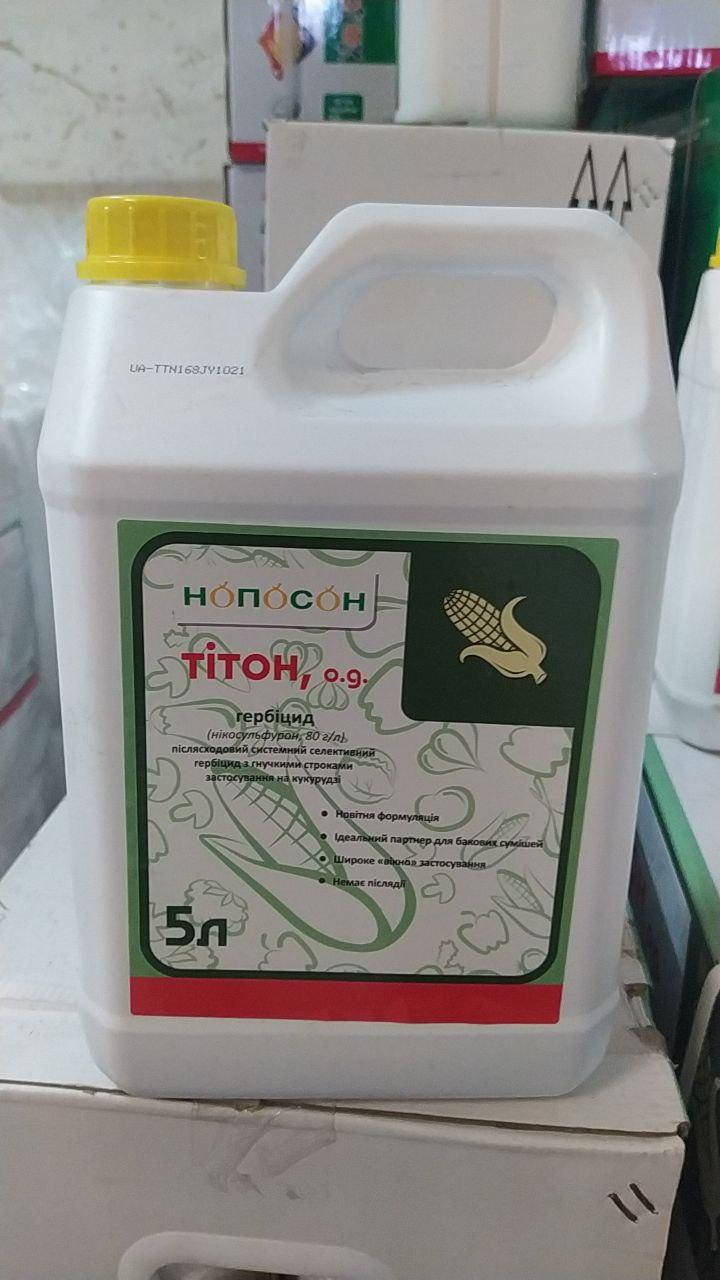 UA-TTN168JY1021
НОПОСОН
ТІТОН, о.д.
гербіцид
(нікосульфурон, 80 г/л)
післясходовий системний селективний
гербіцид з гнучкими строками
застосування на кукурудзі
• Новітня формуляція
• Ідеальний партнер для бакових сумішей
• Широке «вікно» застосування
• Немає післядії
5л